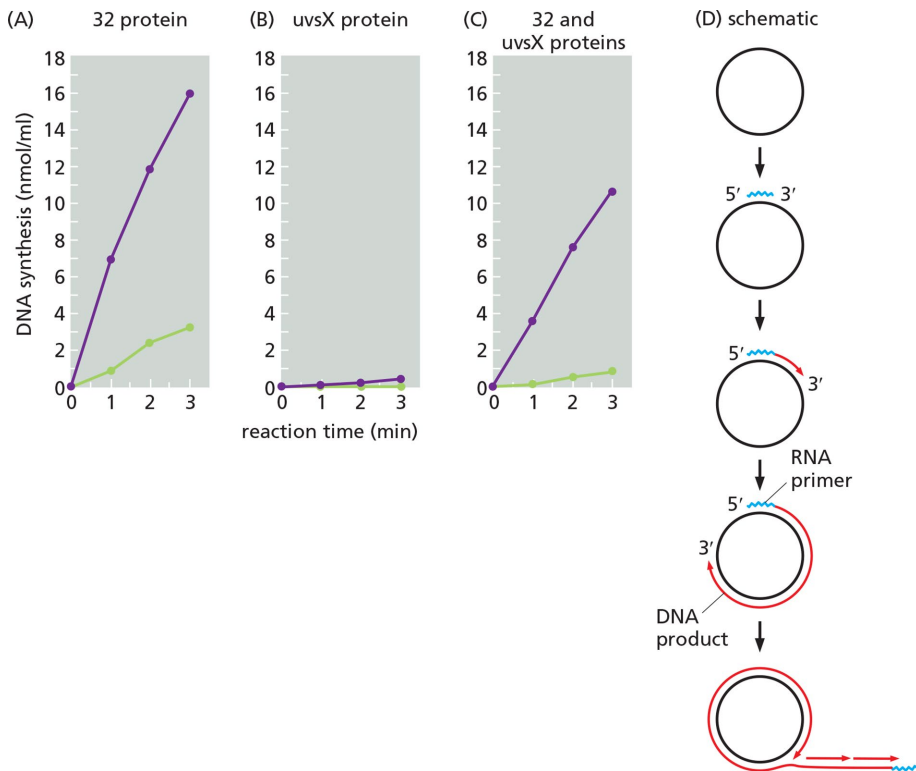 (A) 32 protein
(B) uvsX protein
(C) 32 and
uvsX proteins
(D) schematic
DNA synthesis (nmol/ml)
18
16
14
12
10
8
6
4
2
0
0 1 2 3
18
16
14
12
10
8
6
4
2
0
0 1 2 3
18
16
14
12
10
8
6
4
2
0
0 1 2 3
reaction time (min)
5′ 3′
5′
3′
RNA
primer
5′
3′
DNA
product